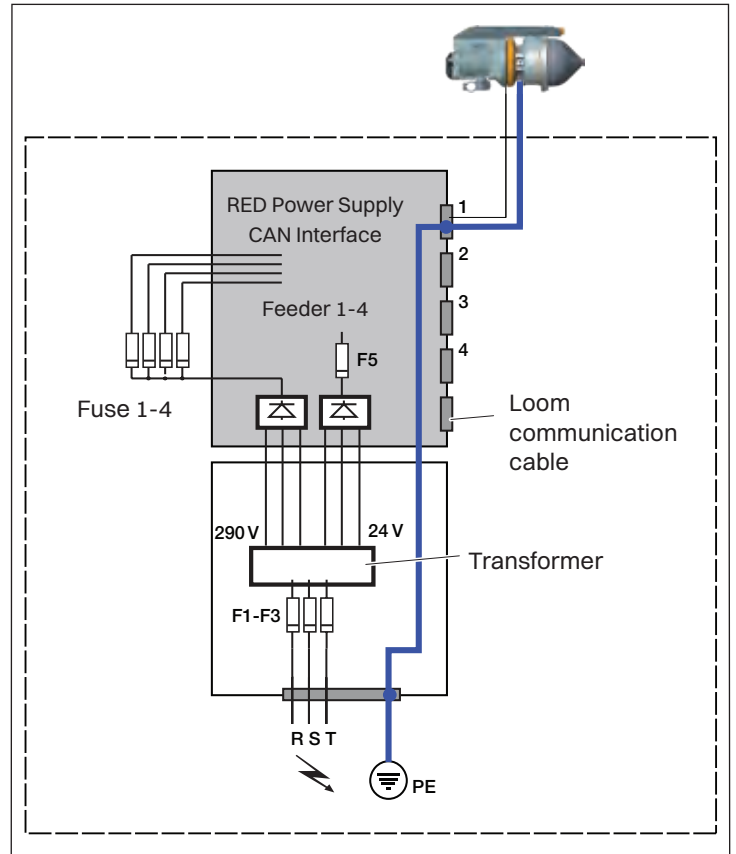 RED Power Supply
CAN Interface
1
2
3
4
Feeder 1-4
F5
Fuse 1-4
Loom
communication
cable
290 V
24 V
Transformer
F1-F3
R S T
PE